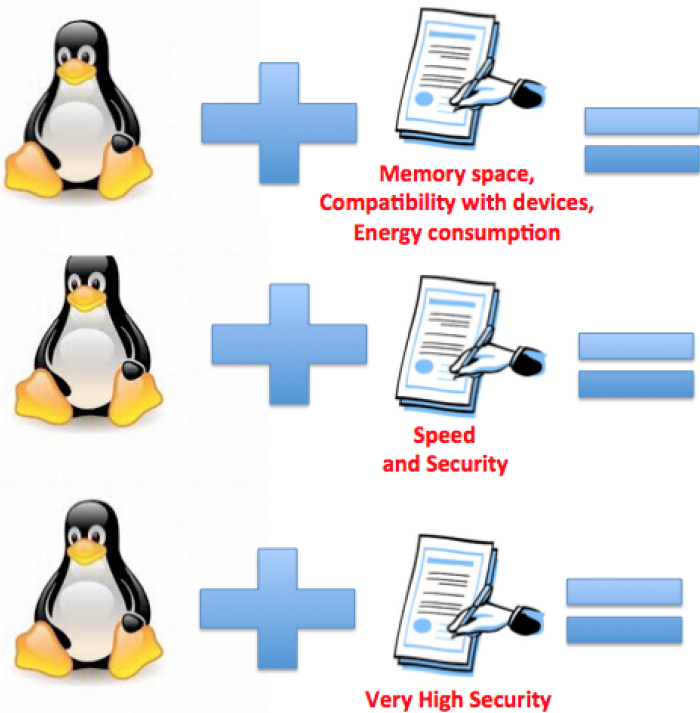 Memory space,
Compatibility with devices,
Energy consumption
Speed
and Security
Very High Security